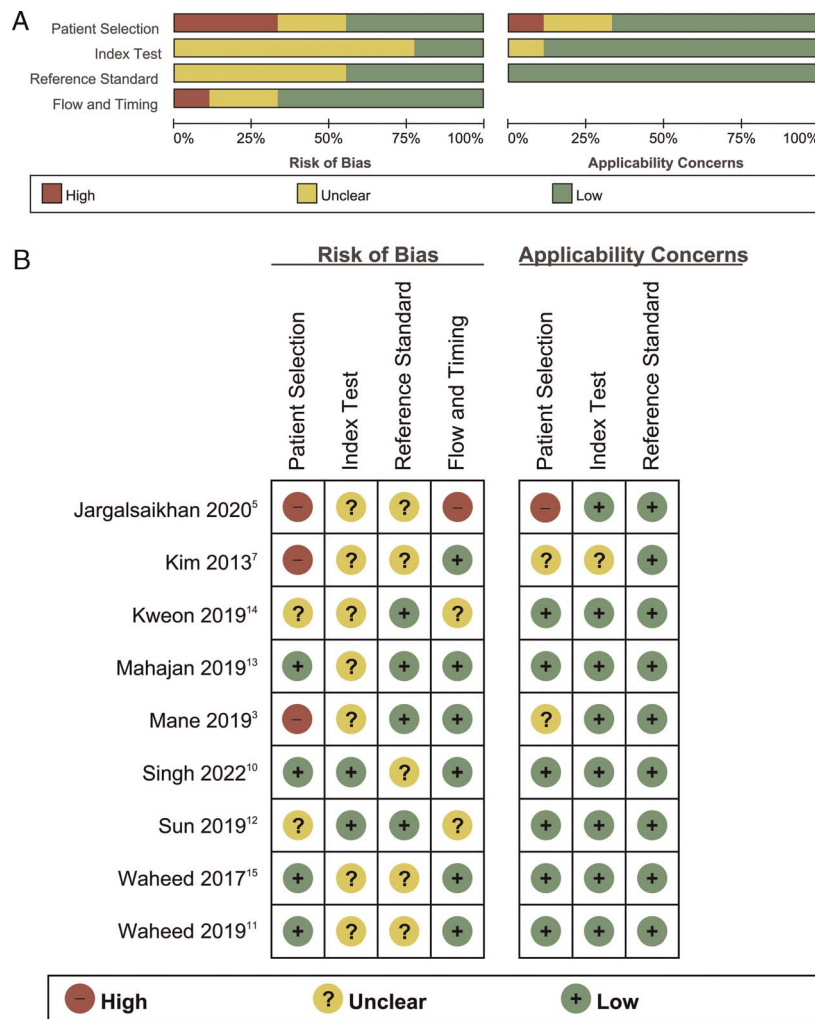 A
Patient Selection
Index Test
Reference Standard
Flow and Timing
0% 25% 50% 75% 100% 0% 25% 50% 75% 100%
Risk of Bias Applicability Concerns
High Unclear Low
B
Risk of Bias Applicability Concerns
Patient Selection
Index Test
Reference Standard
Flow and Timing
Patient Selection
Index Test
Reference Standard
Jargalsaikhan 2020⁵ – ? ? – – + +
Kim 2013⁷ – ? ? + ? ? +
Kweon 2019¹⁴ ? ? + ? + + +
Mahajan 2019¹³ + ? + + + + +
Mane 2019³ – ? + + ? + +
Singh 2022¹⁰ + + ? + + + +
Sun 2019¹² ? + + ? + + +
Waheed 2017¹⁵ + ? ? + + + +
Waheed 2019¹¹ + ? ? + + + +
– High ? Unclear + Low